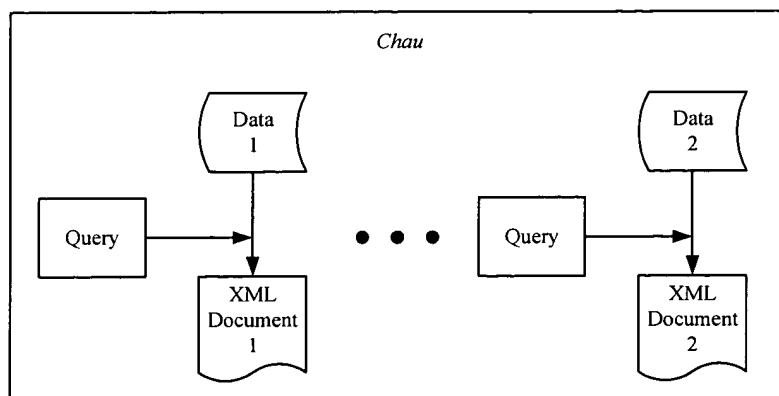 Chau
Data
1
Data
2
Query
Query
XML
Document
1
XML
Document
2